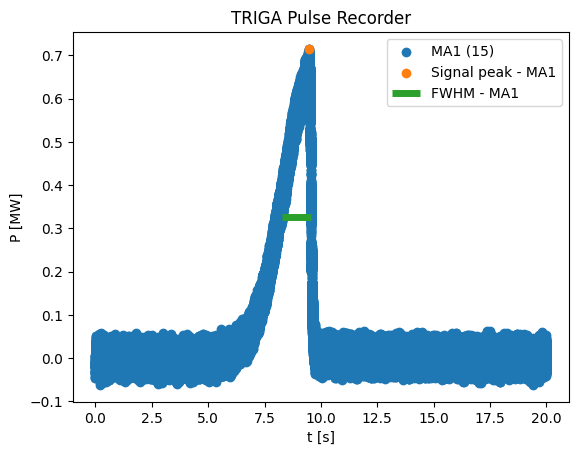 TRIGA Pulse Recorder
MA1 (15)
Signal peak - MA1
FWHM - MA1
P [MW]
0.7
0.6
0.5
0.4
0.3
0.2
0.1
0.0
−0.1
0.0 2.5 5.0 7.5 10.0 12.5 15.0 17.5 20.0
t [s]